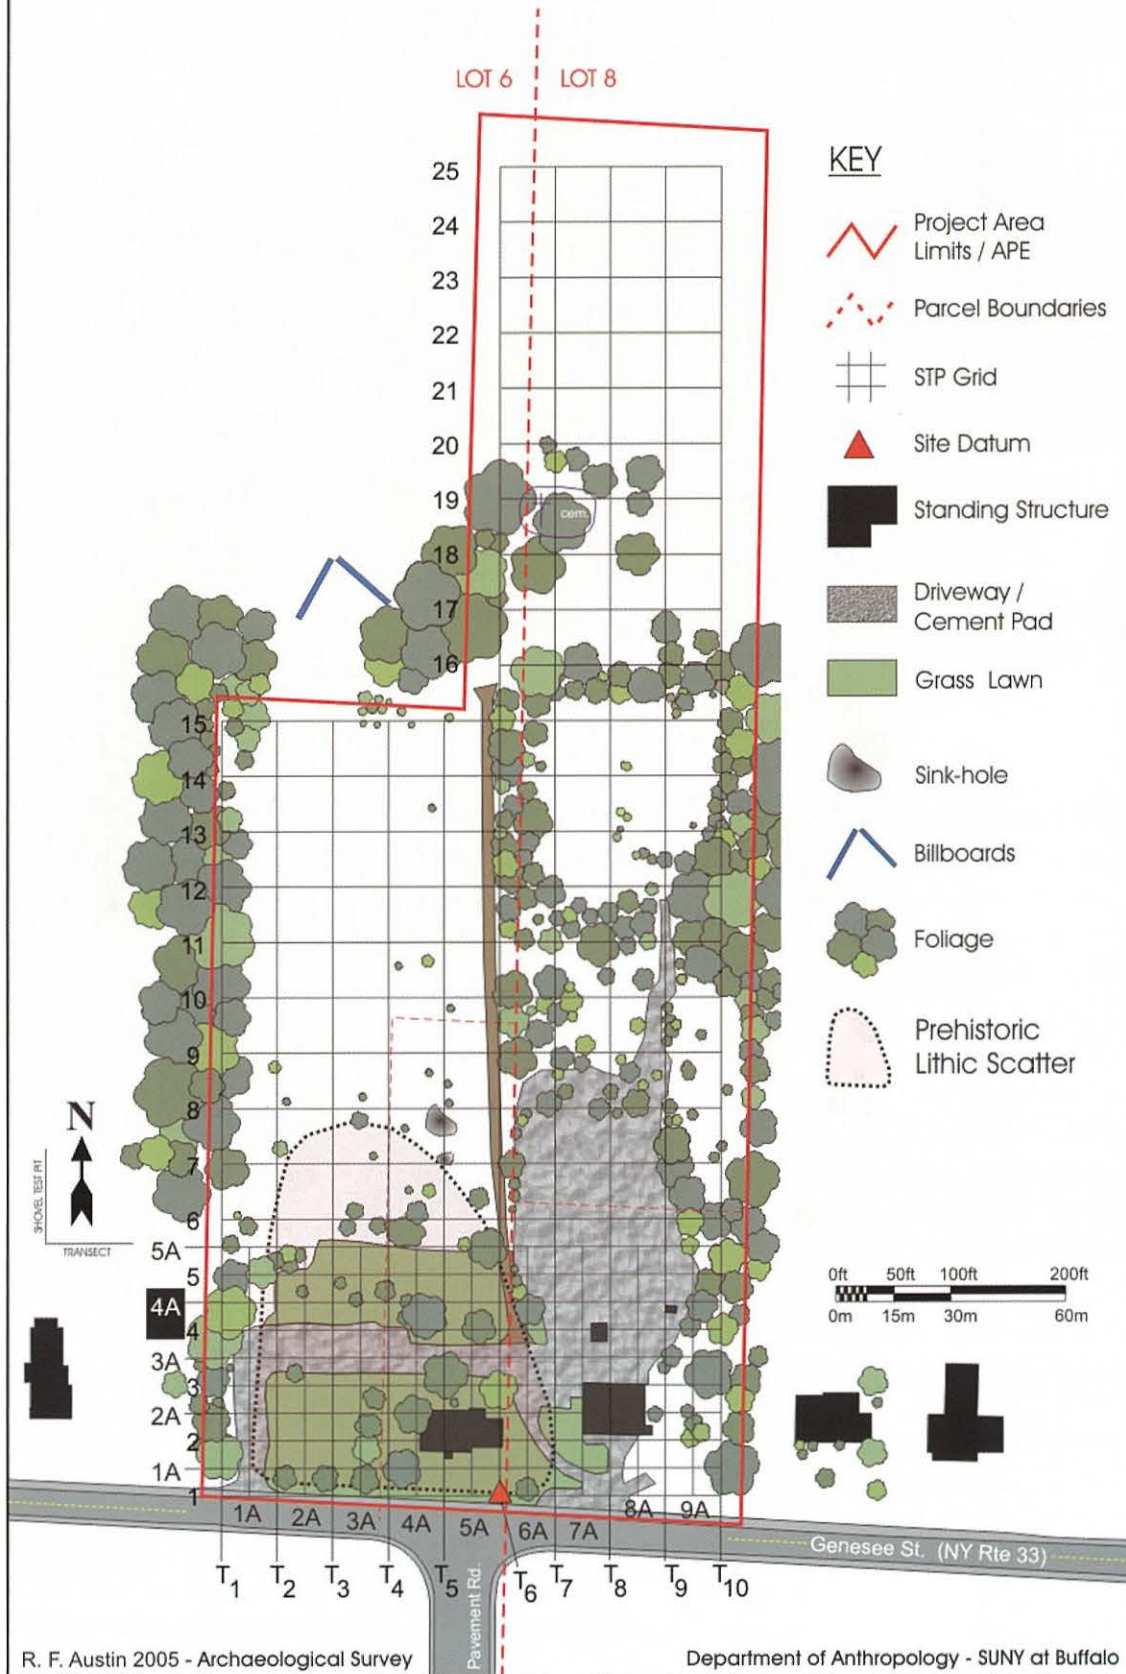 LOT 6 LOT 8
KEY
Project Area
Limits / APE
Parcel Boundaries
STP Grid
Site Datum
Standing Structure
Driveway /
Cement Pad
Grass Lawn
Sink-hole
Billboards
Foliage
Prehistoric
Lithic Scatter
25
24
23
22
21
20
19
cem.
18
17
16
15
14
13
12
11
10
9
8
7
6
5A
5
4A
4
3A
3
2A
2
1A
1
N
SHOVEL TEST PIT
TRANSECT
0ft 50ft 100ft 200ft
0m 15m 30m 60m
1A 2A 3A 4A 5A 6A 7A 8A 9A
T1 T2 T3 T4 T5 T6 T7 T8 T9 T10
Genesee St. (NY Rte 33)
Pavement Rd.
R. F. Austin 2005 - Archaeological Survey
Department of Anthropology - SUNY at Buffalo